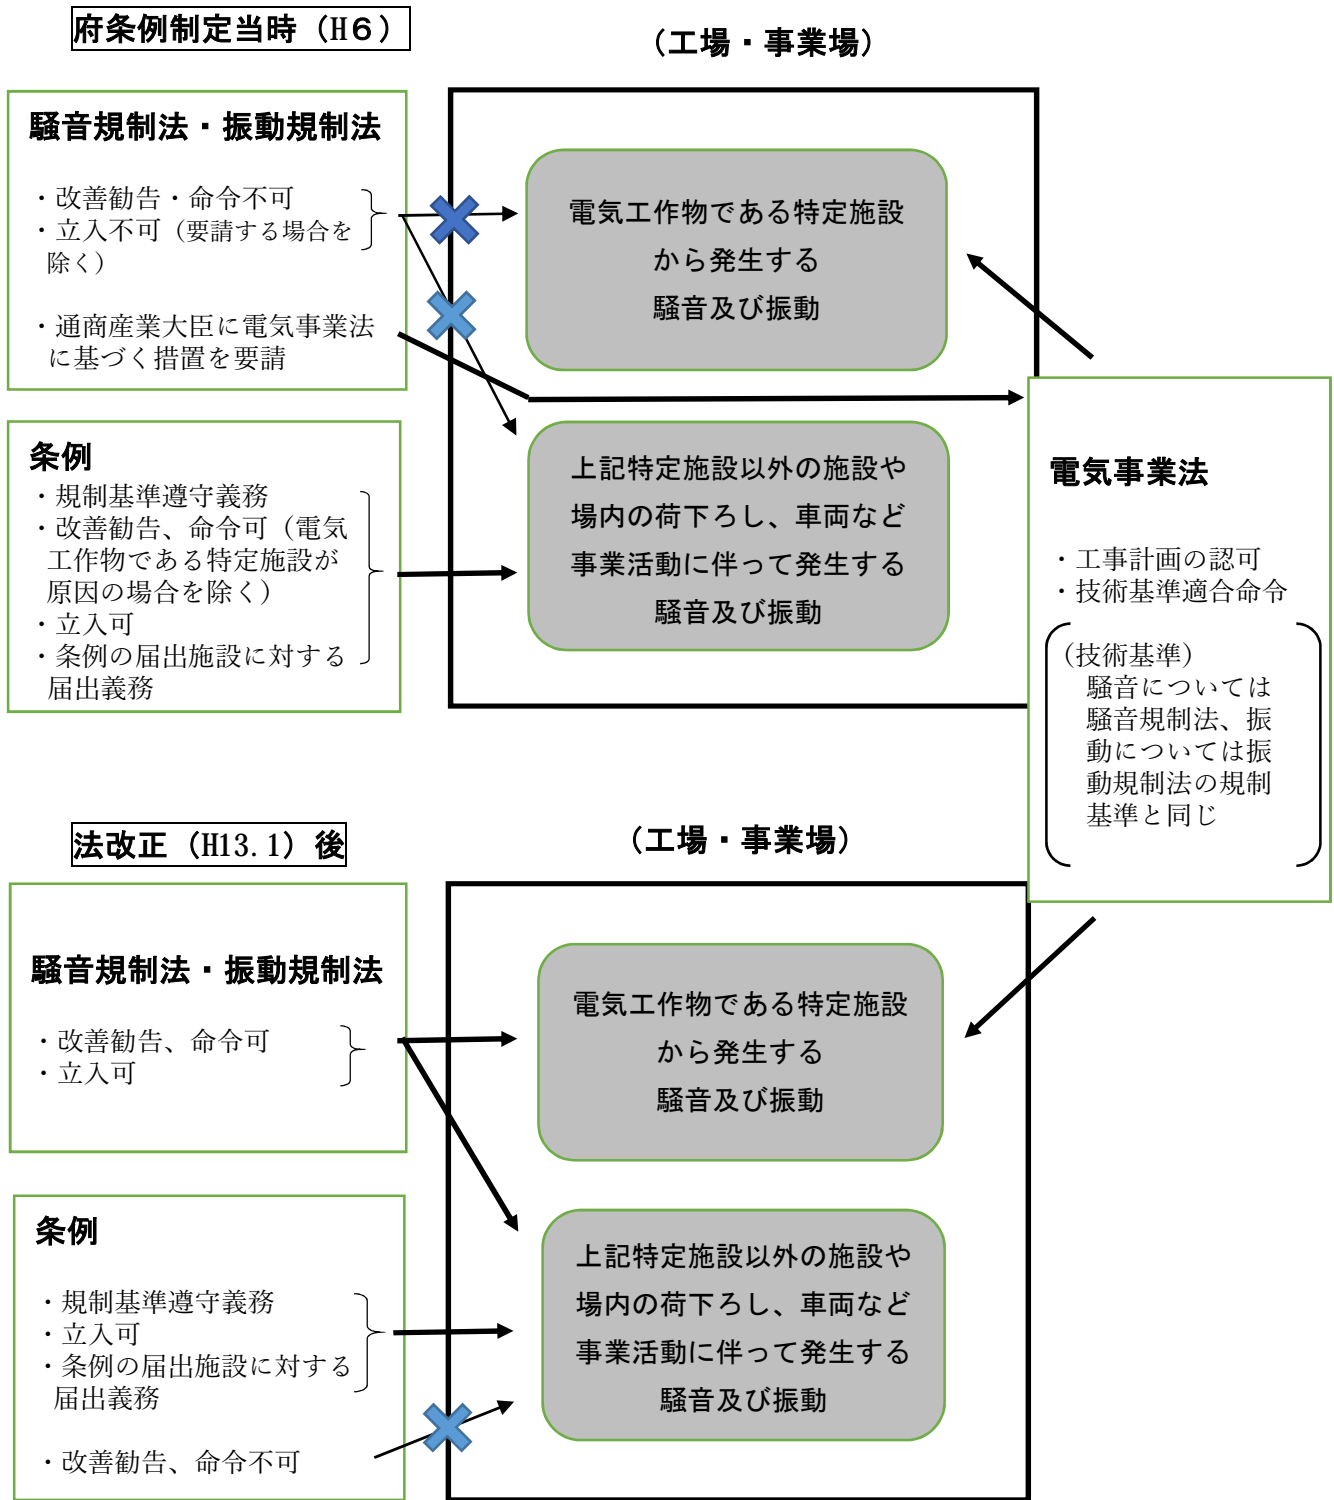 府条例制定当時（H6）
（工場・事業場）
騒音規制法・振動規制法
・改善勧告・命令不可
・立入不可（要請する場合を
除く）
・通商産業大臣に電気事業法
に基づく措置を要請
電気工作物である特定施設
から発生する
騒音及び振動
条例
・規制基準遵守義務
・改善勧告、命令可（電気
工作物である特定施設が
原因の場合を除く）
・立入可
・条例の届出施設に対する
届出義務
上記特定施設以外の施設や
場内の荷下ろし、車両など
事業活動に伴って発生する
騒音及び振動
電気事業法
・工事計画の認可
・技術基準適合命令
（技術基準）
騒音については
騒音規制法、振
動については振
動規制法の規制
基準と同じ
法改正（H13.1）後
（工場・事業場）
騒音規制法・振動規制法
・改善勧告、命令可
・立入可
電気工作物である特定施設
から発生する
騒音及び振動
条例
・規制基準遵守義務
・立入可
・条例の届出施設に対する
届出義務
・改善勧告、命令不可
上記特定施設以外の施設や
場内の荷下ろし、車両など
事業活動に伴って発生する
騒音及び振動